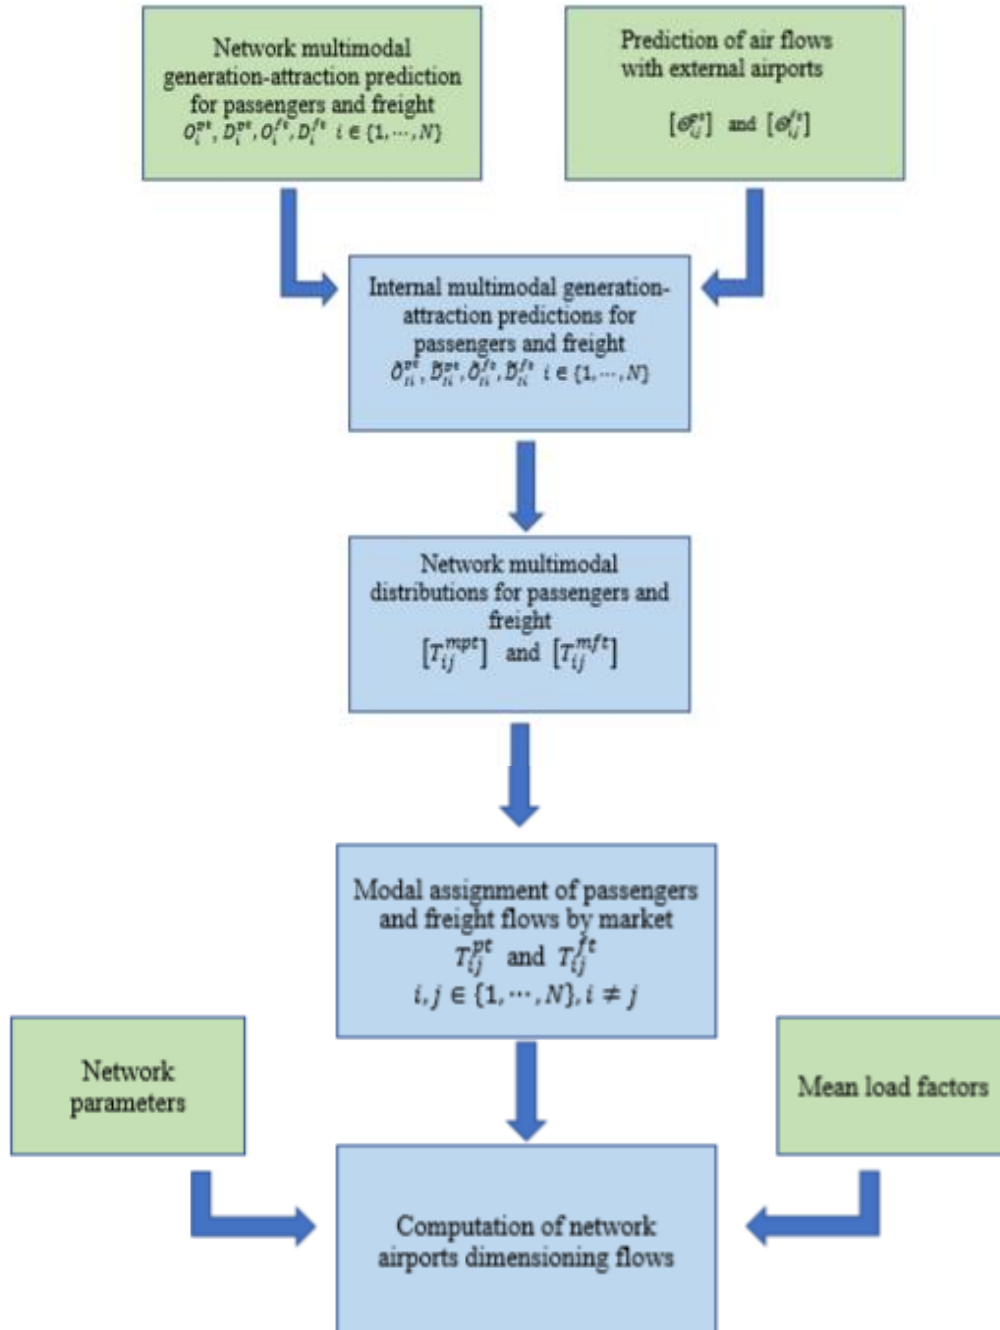 Network multimodal
generation-attraction prediction
for passengers and freight
O_i^{pt}, D_i^{pt}, O_i^{ft}, D_i^{ft} i ∈ {1, ⋯, N}
Prediction of air flows
with external airports
[Θ_{ij}^{pt}] and [Θ_{ij}^{ft}]
Internal multimodal generation-
attraction predictions for
passengers and freight
i ∈ {1, ⋯, N}
Network multimodal
distributions for passengers and
freight
[T_{ij}^{mpt}] and [T_{ij}^{mft}]
Modal assignment of passengers
and freight flows by market
T_{ij}^{pt} and T_{ij}^{ft}
i, j ∈ {1, ⋯, N}, i ≠ j
Network
parameters
Mean load factors
Computation of network
airports dimensioning flows